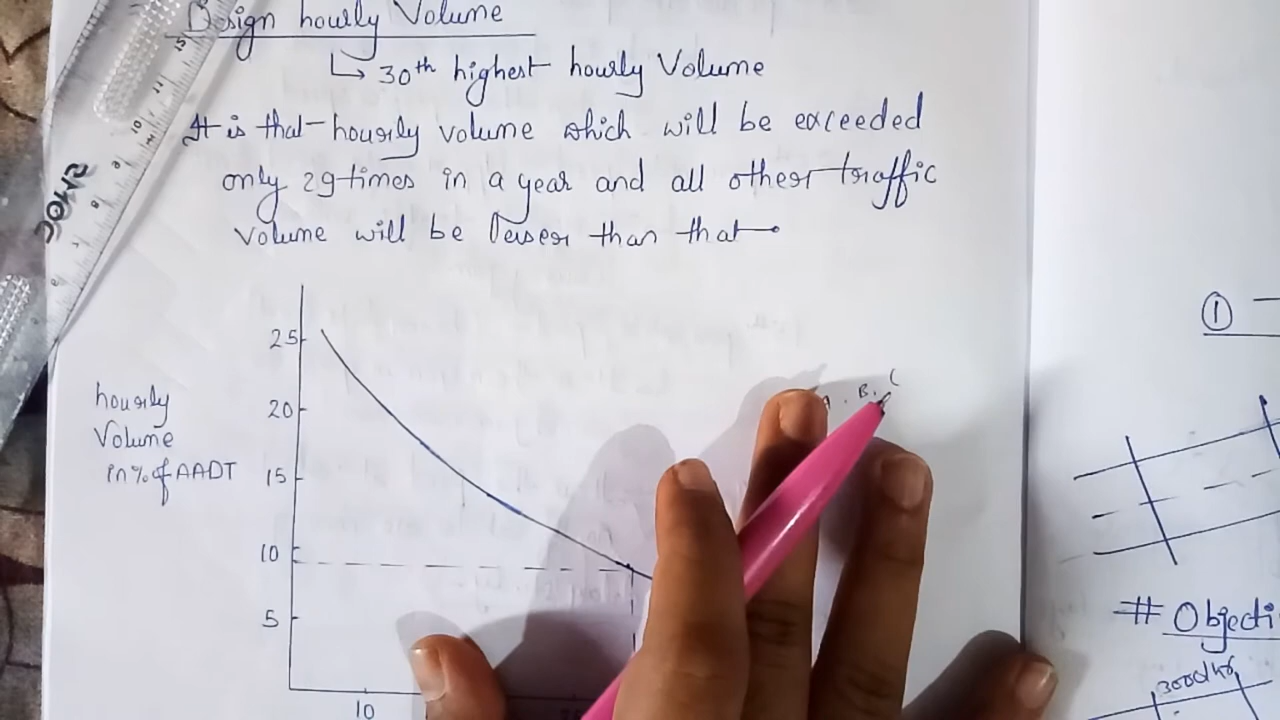 Design hourly Volume
↳ 30th highest hourly Volume
It is that hourly volume which will be exceeded
only 29 times in a year and all other traffic
Volume will be lesser than that.
25
20
15
10
5
hourly
Volume
in % of AADT
10
A . B . C
①
# Objecti